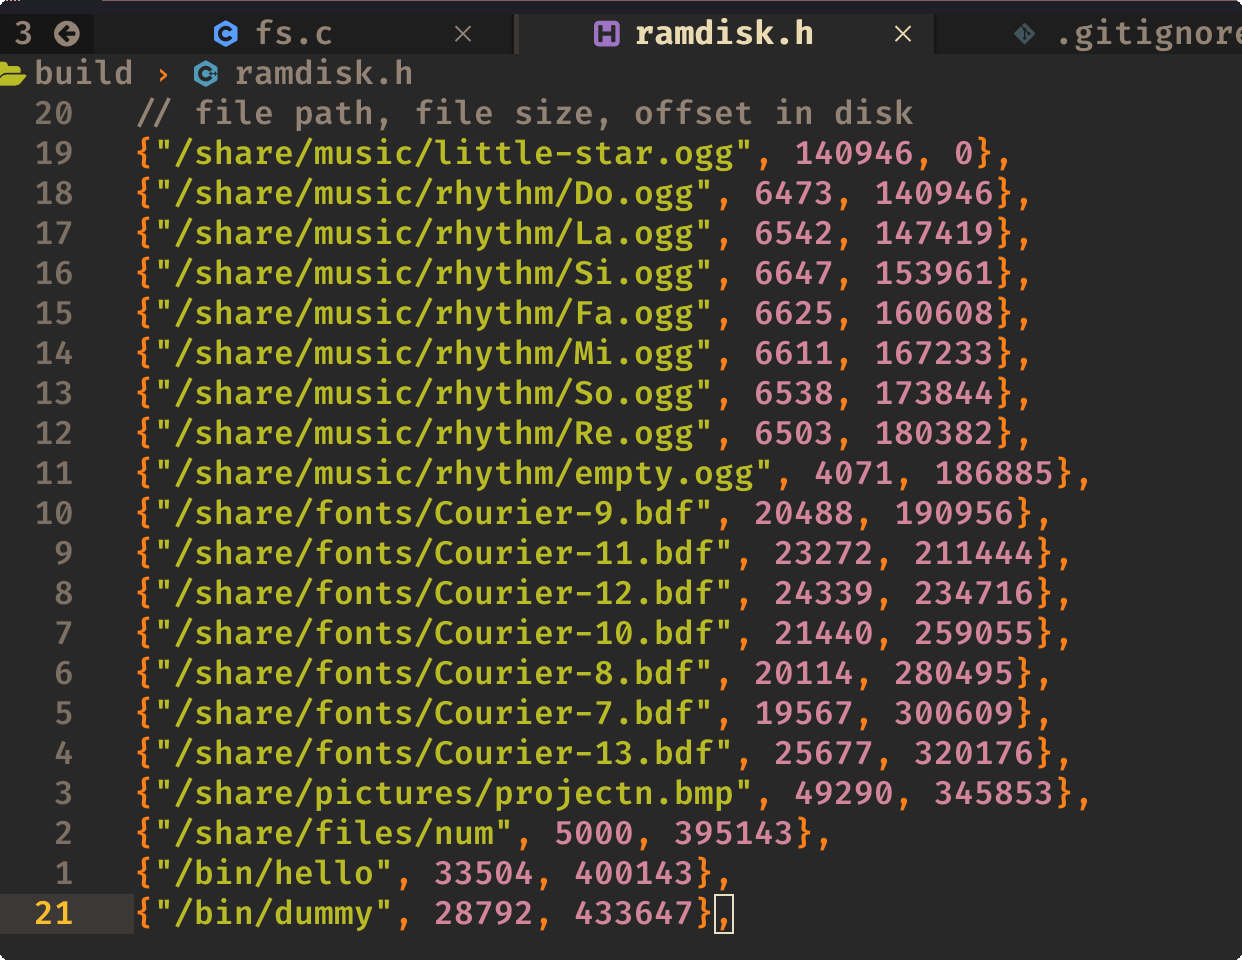 3 fs.c × ramdisk.h × .gitignore
build › ramdisk.h
20 // file path, file size, offset in disk
19 {"/share/music/little-star.ogg", 140946, 0},
18 {"/share/music/rhythm/Do.ogg", 6473, 140946},
17 {"/share/music/rhythm/La.ogg", 6542, 147419},
16 {"/share/music/rhythm/Si.ogg", 6647, 153961},
15 {"/share/music/rhythm/Fa.ogg", 6625, 160608},
14 {"/share/music/rhythm/Mi.ogg", 6611, 167233},
13 {"/share/music/rhythm/So.ogg", 6538, 173844},
12 {"/share/music/rhythm/Re.ogg", 6503, 180382},
11 {"/share/music/rhythm/empty.ogg", 4071, 186885},
10 {"/share/fonts/Courier-9.bdf", 20488, 190956},
9 {"/share/fonts/Courier-11.bdf", 23272, 211444},
8 {"/share/fonts/Courier-12.bdf", 24339, 234716},
7 {"/share/fonts/Courier-10.bdf", 21440, 259055},
6 {"/share/fonts/Courier-8.bdf", 20114, 280495},
5 {"/share/fonts/Courier-7.bdf", 19567, 300609},
4 {"/share/fonts/Courier-13.bdf", 25677, 320176},
3 {"/share/pictures/projectn.bmp", 49290, 345853},
2 {"/share/files/num", 5000, 395143},
1 {"/bin/hello", 33504, 400143},
21 {"/bin/dummy", 28792, 433647},